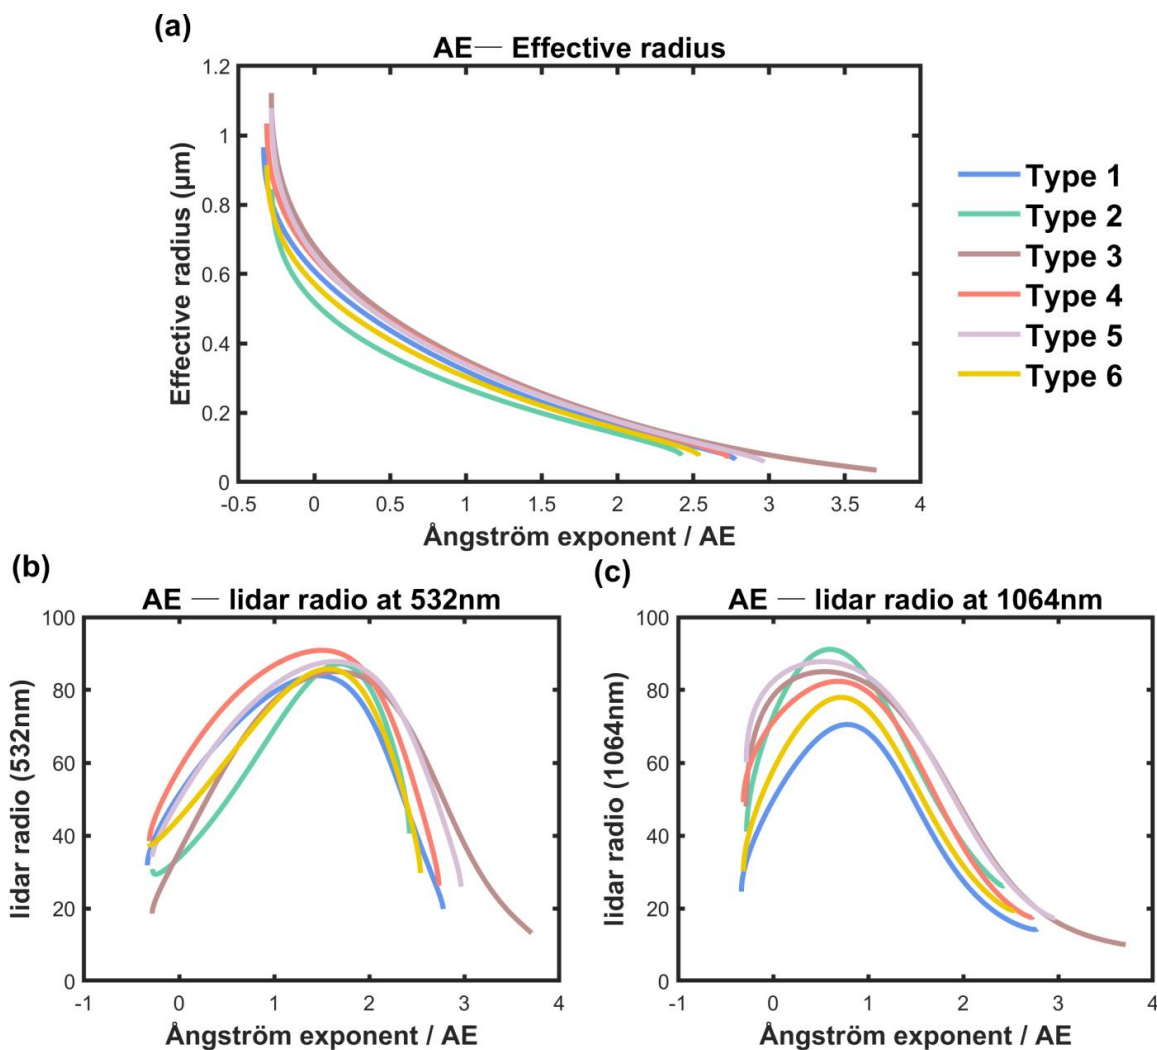 (a)
AE— Effective radius
1.2
1
0.8
0.6
0.4
0.2
0
Effective radius (μm)
-0.5 0 0.5 1 1.5 2 2.5 3 3.5 4
Ångström exponent / AE
Type 1
Type 2
Type 3
Type 4
Type 5
Type 6
(b)
AE — lidar radio at 532nm
100
80
60
40
20
0
lidar radio (532nm)
-1 0 1 2 3 4
Ångström exponent / AE
(c)
AE — lidar radio at 1064nm
100
80
60
40
20
0
lidar radio (1064nm)
-1 0 1 2 3 4
Ångström exponent / AE